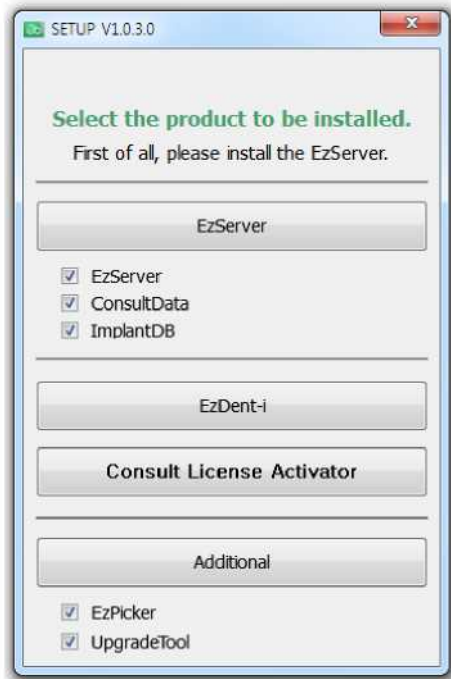 SETUP V1.0.3.0
Select the product to be installed.
First of all, please install the EzServer.
EzServer
EzServer
ConsultData
ImplantDB
EzDent-i
Consult License Activator
Additional
EzPicker
UpgradeTool